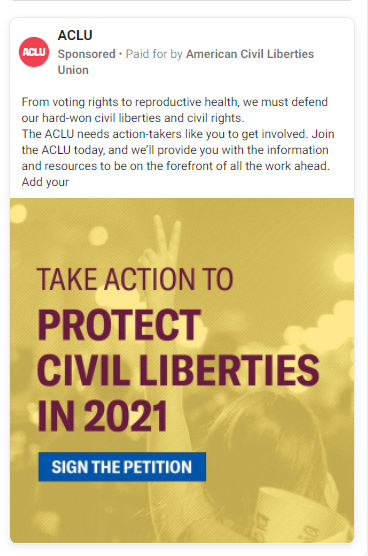 ACLU
ACLU
Sponsored • Paid for by American Civil Liberties
Union
From voting rights to reproductive health, we must defend
our hard-won civil liberties and civil rights.
The ACLU needs action-takers like you to get involved. Join
the ACLU today, and we’ll provide you with the information
and resources to be on the forefront of all the work ahead.
Add your
TAKE ACTION TO
PROTECT
CIVIL LIBERTIES
IN 2021
SIGN THE PETITION